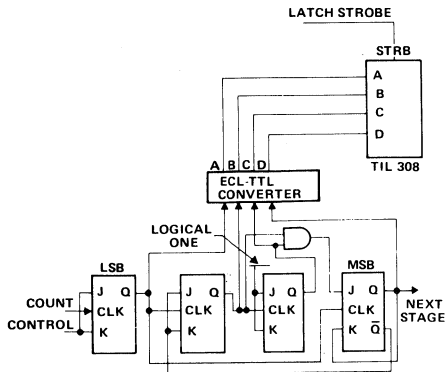 LATCH STROBE
STRB
A
B
C
D
TIL 308
A B C D
ECL-TTL
CONVERTER
LOGICAL
ONE
LSB
MSB
J Q
J Q
J Q
J Q
COUNT
CLK
CLK
CLK
CLK
CONTROL
K
K
K
K Q̅
NEXT
STAGE